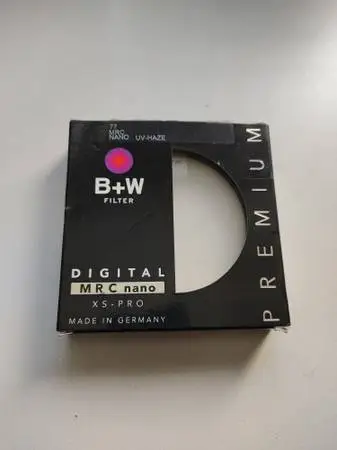 77
MRC
NANO UV-HAZE
B+W
FILTER
DIGITAL
MRC nano
XS-PRO
MADE IN GERMANY
PREMIUM